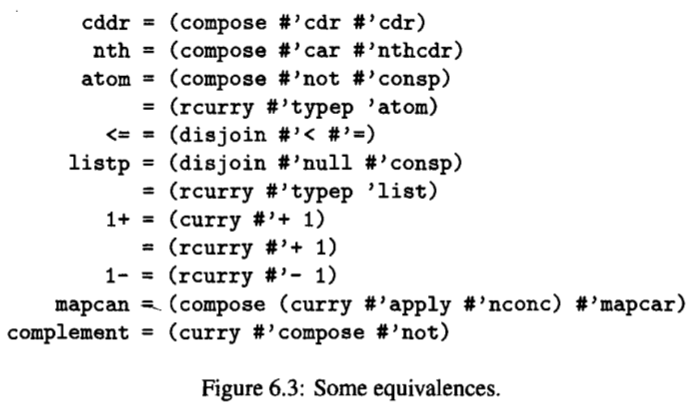 cddr = (compose #'cdr #'cdr)
nth = (compose #'car #'nthcdr)
atom = (compose #'not #'consp)
= (rcurry #'typep 'atom)
<= = (disjoin #'< #'=)
listp = (disjoin #'null #'consp)
= (rcurry #'typep 'list)
1+ = (curry #'+ 1)
= (rcurry #'+ 1)
1- = (rcurry #'- 1)
mapcan = (compose (curry #'apply #'nconc) #'mapcar)
complement = (curry #'compose #'not)
Figure 6.3: Some equivalences.